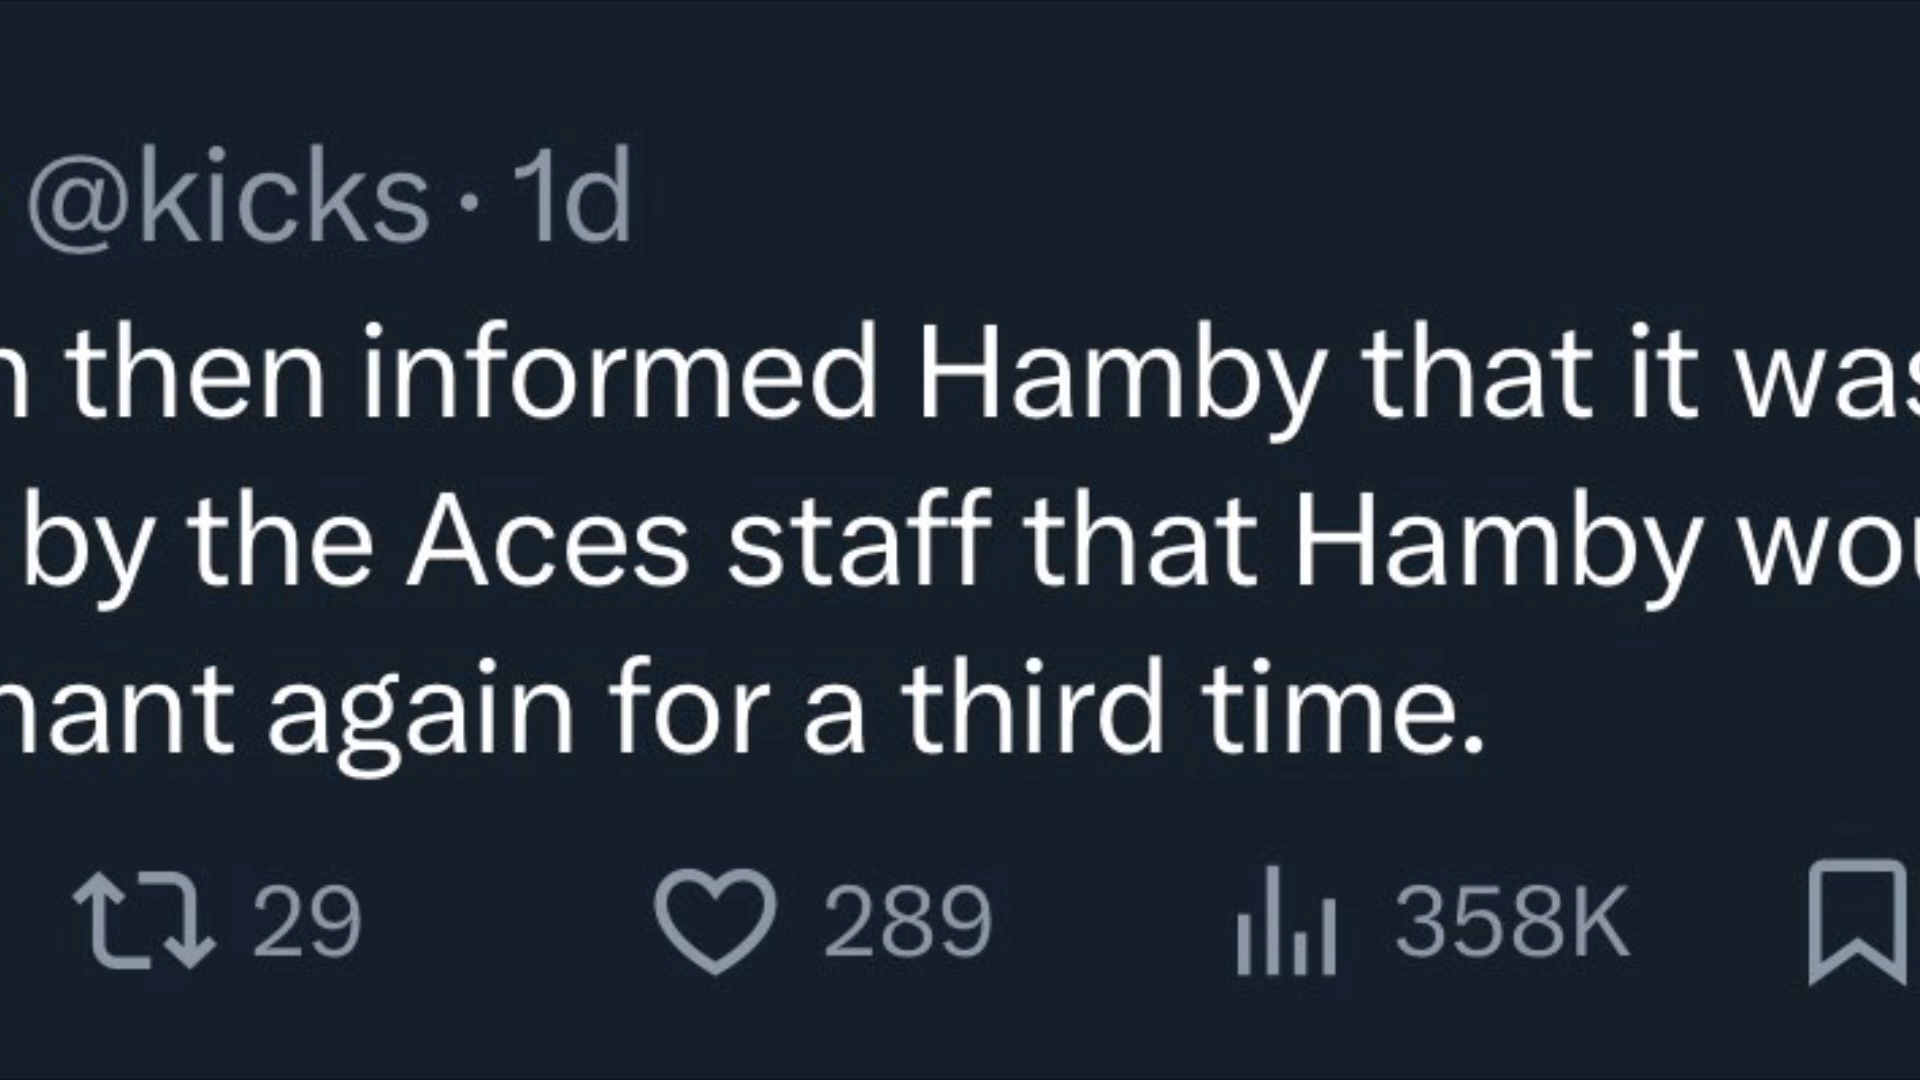 @kicks · 1d
then informed Hamby that it was
by the Aces staff that Hamby
again for a third time.
29 289 358K